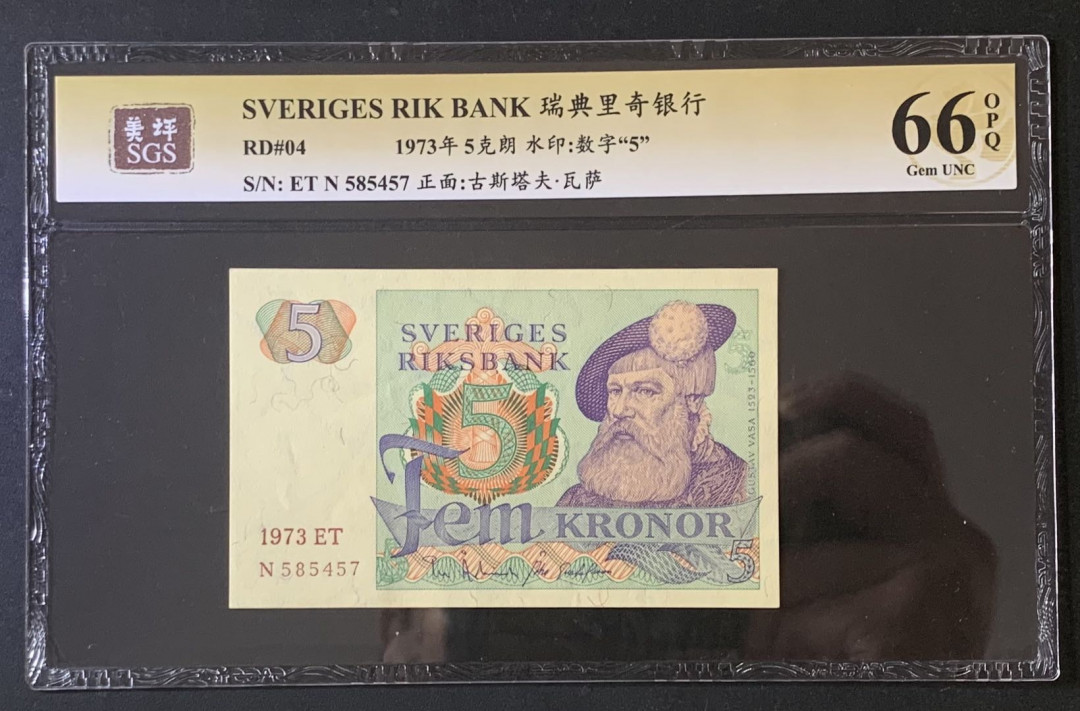 美坪
SGS
SVERIGES RIK BANK 瑞典里奇银行
RD#04 1973年 5克朗 水印:数字“5”
S/N: ET N 585457 正面:古斯塔夫·瓦萨
66
OPQ
Gem UNC
5
SVERIGES
RIKSBANK
5
GUSTAV VASA 1523-1560
Fem KRONOR
1973 ET
N 585457
5